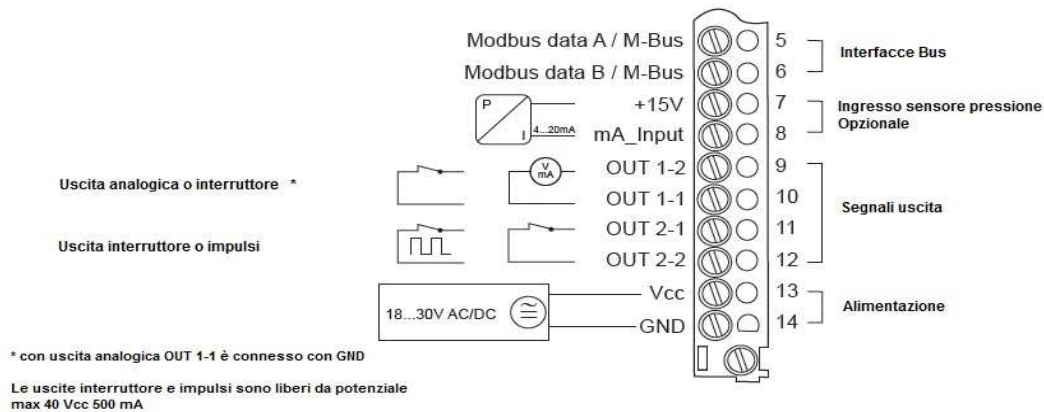 Modbus data A / M-Bus 5
Interfacce Bus
Modbus data B / M-Bus 6
P
I
4...20mA
+15V 7
Ingresso sensore pressione
Opzionale
mA_Input 8
Uscita analogica o interruttore *
V
mA
OUT 1-2 9
OUT 1-1 10
Segnali uscita
Uscita interruttore o impulsi
OUT 2-1 11
OUT 2-2 12
18...30V AC/DC
Vcc 13
Alimentazione
GND 14
* con uscita analogica OUT 1-1 è connesso con GND
Le uscite interruttore e impulsi sono liberi da potenziale
max 40 Vcc 500 mA